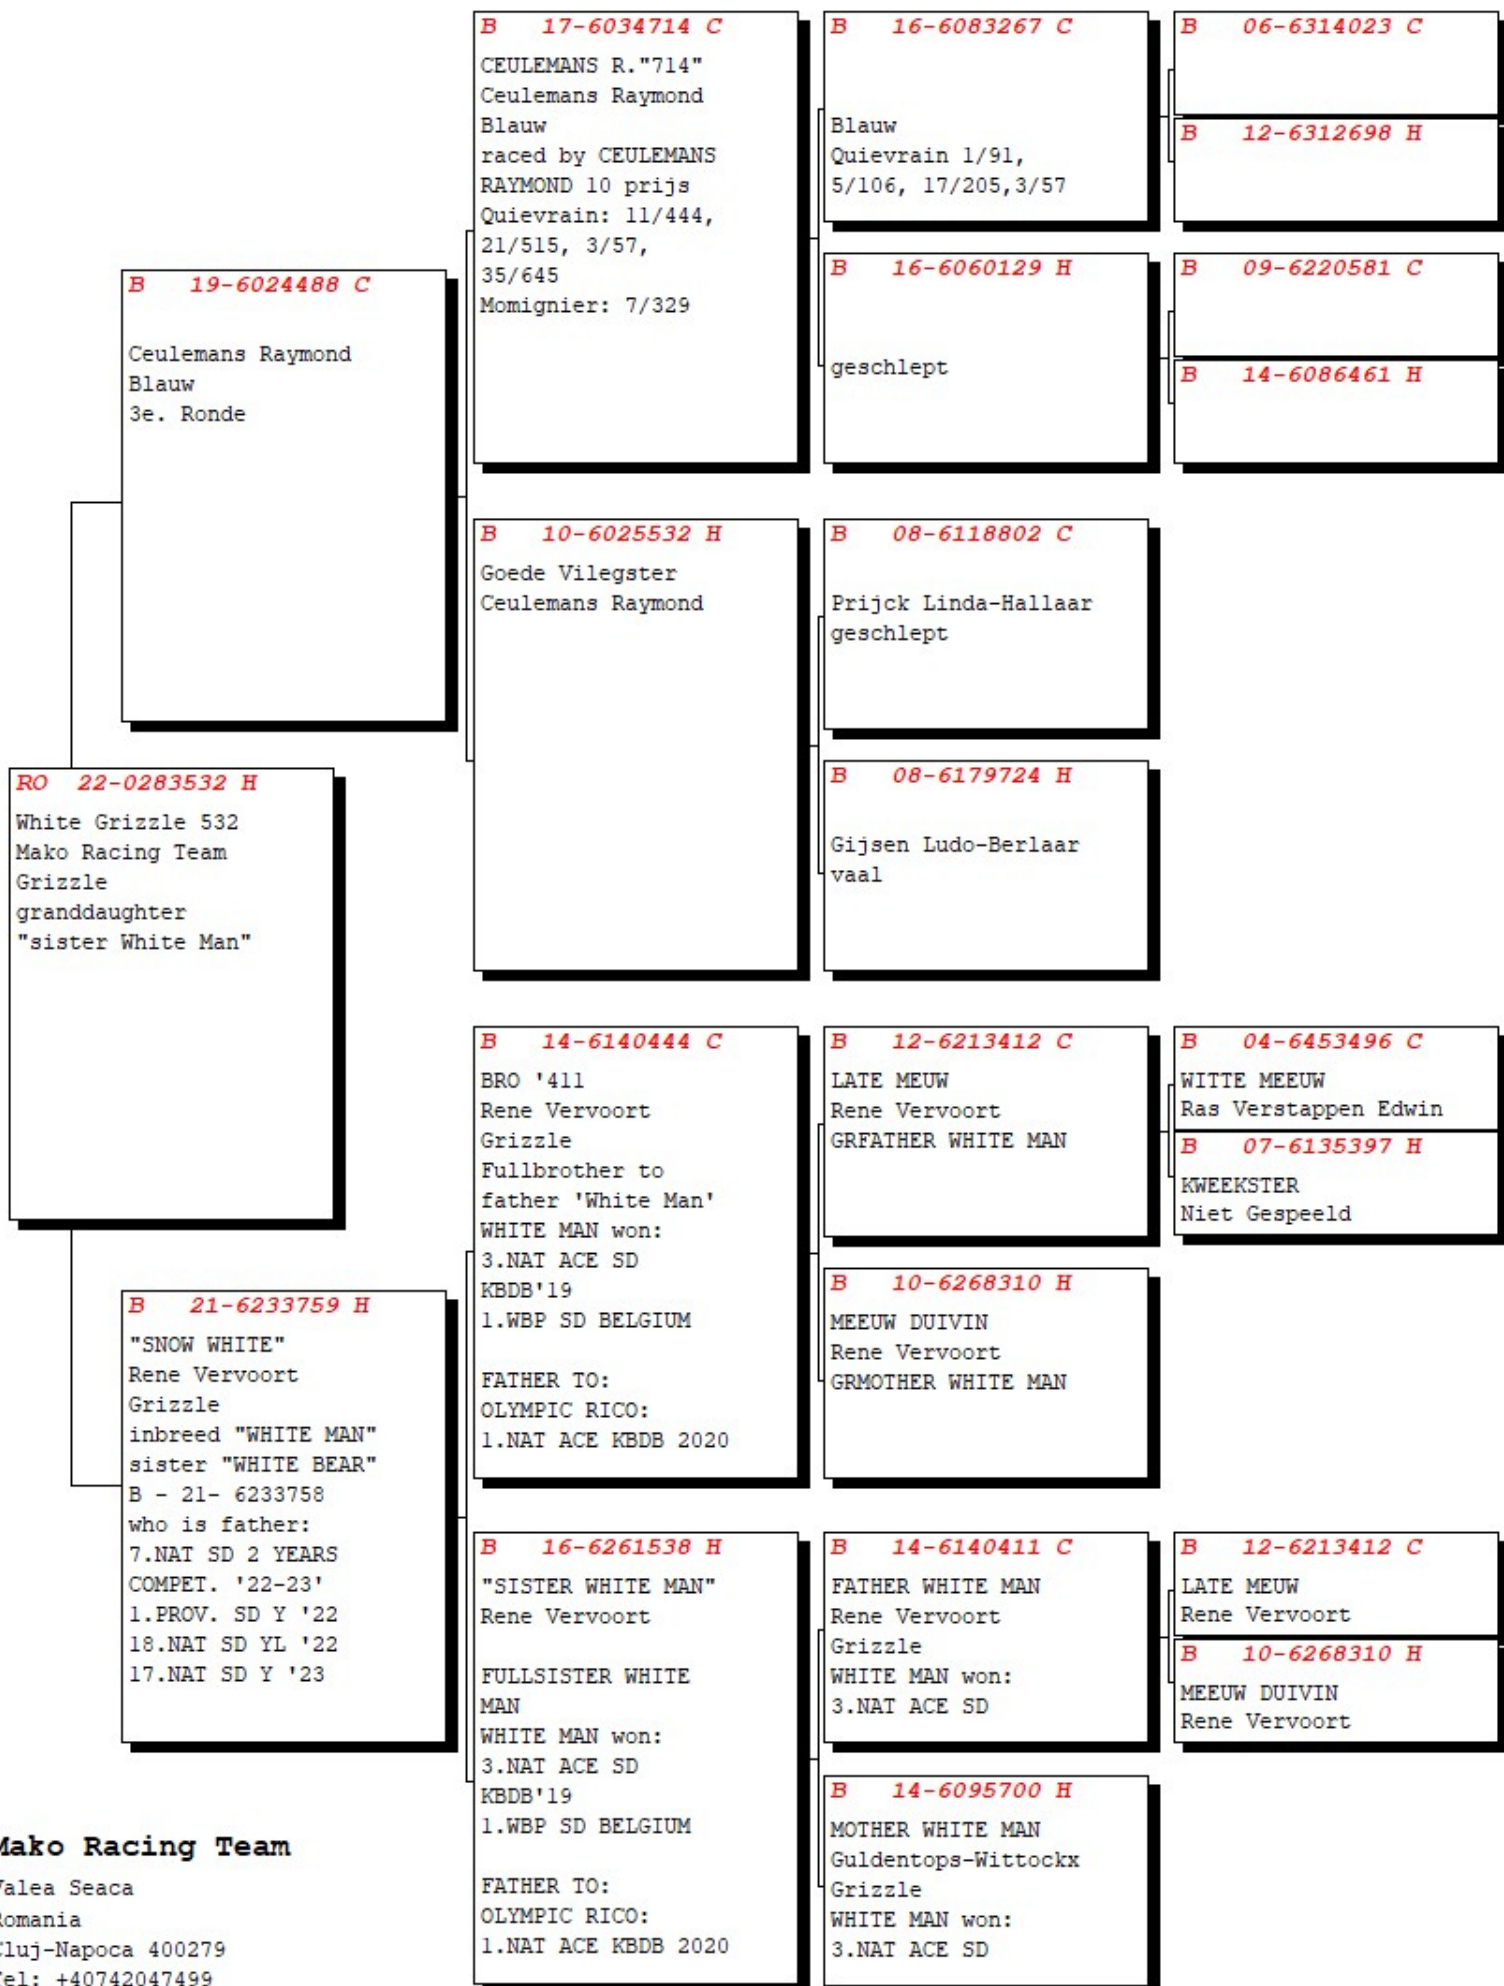 B 17-6034714 C
CEULEMANS R."714"
Ceulemans Raymond
Blauw
raced by CEULEMANS
RAYMOND 10 prijs
Quievrain: 11/444,
21/515, 3/57,
35/645
Momignier: 7/329
B 16-6083267 C
Blauw
Quievrain 1/91,
5/106, 17/205,3/57
B 06-6314023 C
B 12-6312698 H
B 16-6060129 H
geschlept
B 09-6220581 C
B 14-6086461 H
B 19-6024488 C
Ceulemans Raymond
Blauw
3e. Ronde
B 10-6025532 H
Goede Vilegster
Ceulemans Raymond
B 08-6118802 C
Prijck Linda-Hallaar
geschlept
B 08-6179724 H
Gijsen Ludo-Berlaar
vaal
RO 22-0283532 H
White Grizzle 532
Mako Racing Team
Grizzle
granddaughter
"sister White Man"
B 14-6140444 C
BRO '411
Rene Vervoort
Grizzle
Fullbrother to
father 'White Man'
WHITE MAN won:
3.NAT ACE SD
KBDB'19
1.WBP SD BELGIUM
FATHER TO:
OLYMPIC RICO:
1.NAT ACE KBDB 2020
B 12-6213412 C
LATE MEUW
Rene Vervoort
GRFATHER WHITE MAN
B 04-6453496 C
WITTE MEEUW
Ras Verstappen Edwin
B 07-6135397 H
KWEEKSTER
Niet Gespeeld
B 10-6268310 H
MEEUW DUIVIN
Rene Vervoort
GRMOTHER WHITE MAN
B 21-6233759 H
"SNOW WHITE"
Rene Vervoort
Grizzle
inbreed "WHITE MAN"
sister "WHITE BEAR"
B - 21- 6233758
who is father:
7.NAT SD 2 YEARS
COMPET. '22-23'
1.PROV. SD Y '22
18.NAT SD YL '22
17.NAT SD Y '23
B 16-6261538 H
"SISTER WHITE MAN"
Rene Vervoort
FULLSISTER WHITE
MAN
WHITE MAN won:
3.NAT ACE SD
KBDB'19
1.WBP SD BELGIUM
FATHER TO:
OLYMPIC RICO:
1.NAT ACE KBDB 2020
B 14-6140411 C
FATHER WHITE MAN
Rene Vervoort
Grizzle
WHITE MAN won:
3.NAT ACE SD
B 12-6213412 C
LATE MEUW
Rene Vervoort
B 10-6268310 H
MEEUW DUIVIN
Rene Vervoort
B 14-6095700 H
MOTHER WHITE MAN
Guldentops-Wittockx
Grizzle
WHITE MAN won:
3.NAT ACE SD
Mako Racing Team
Valea Seaca
Romania
Cluj-Napoca 400279
Tel: +40742047499